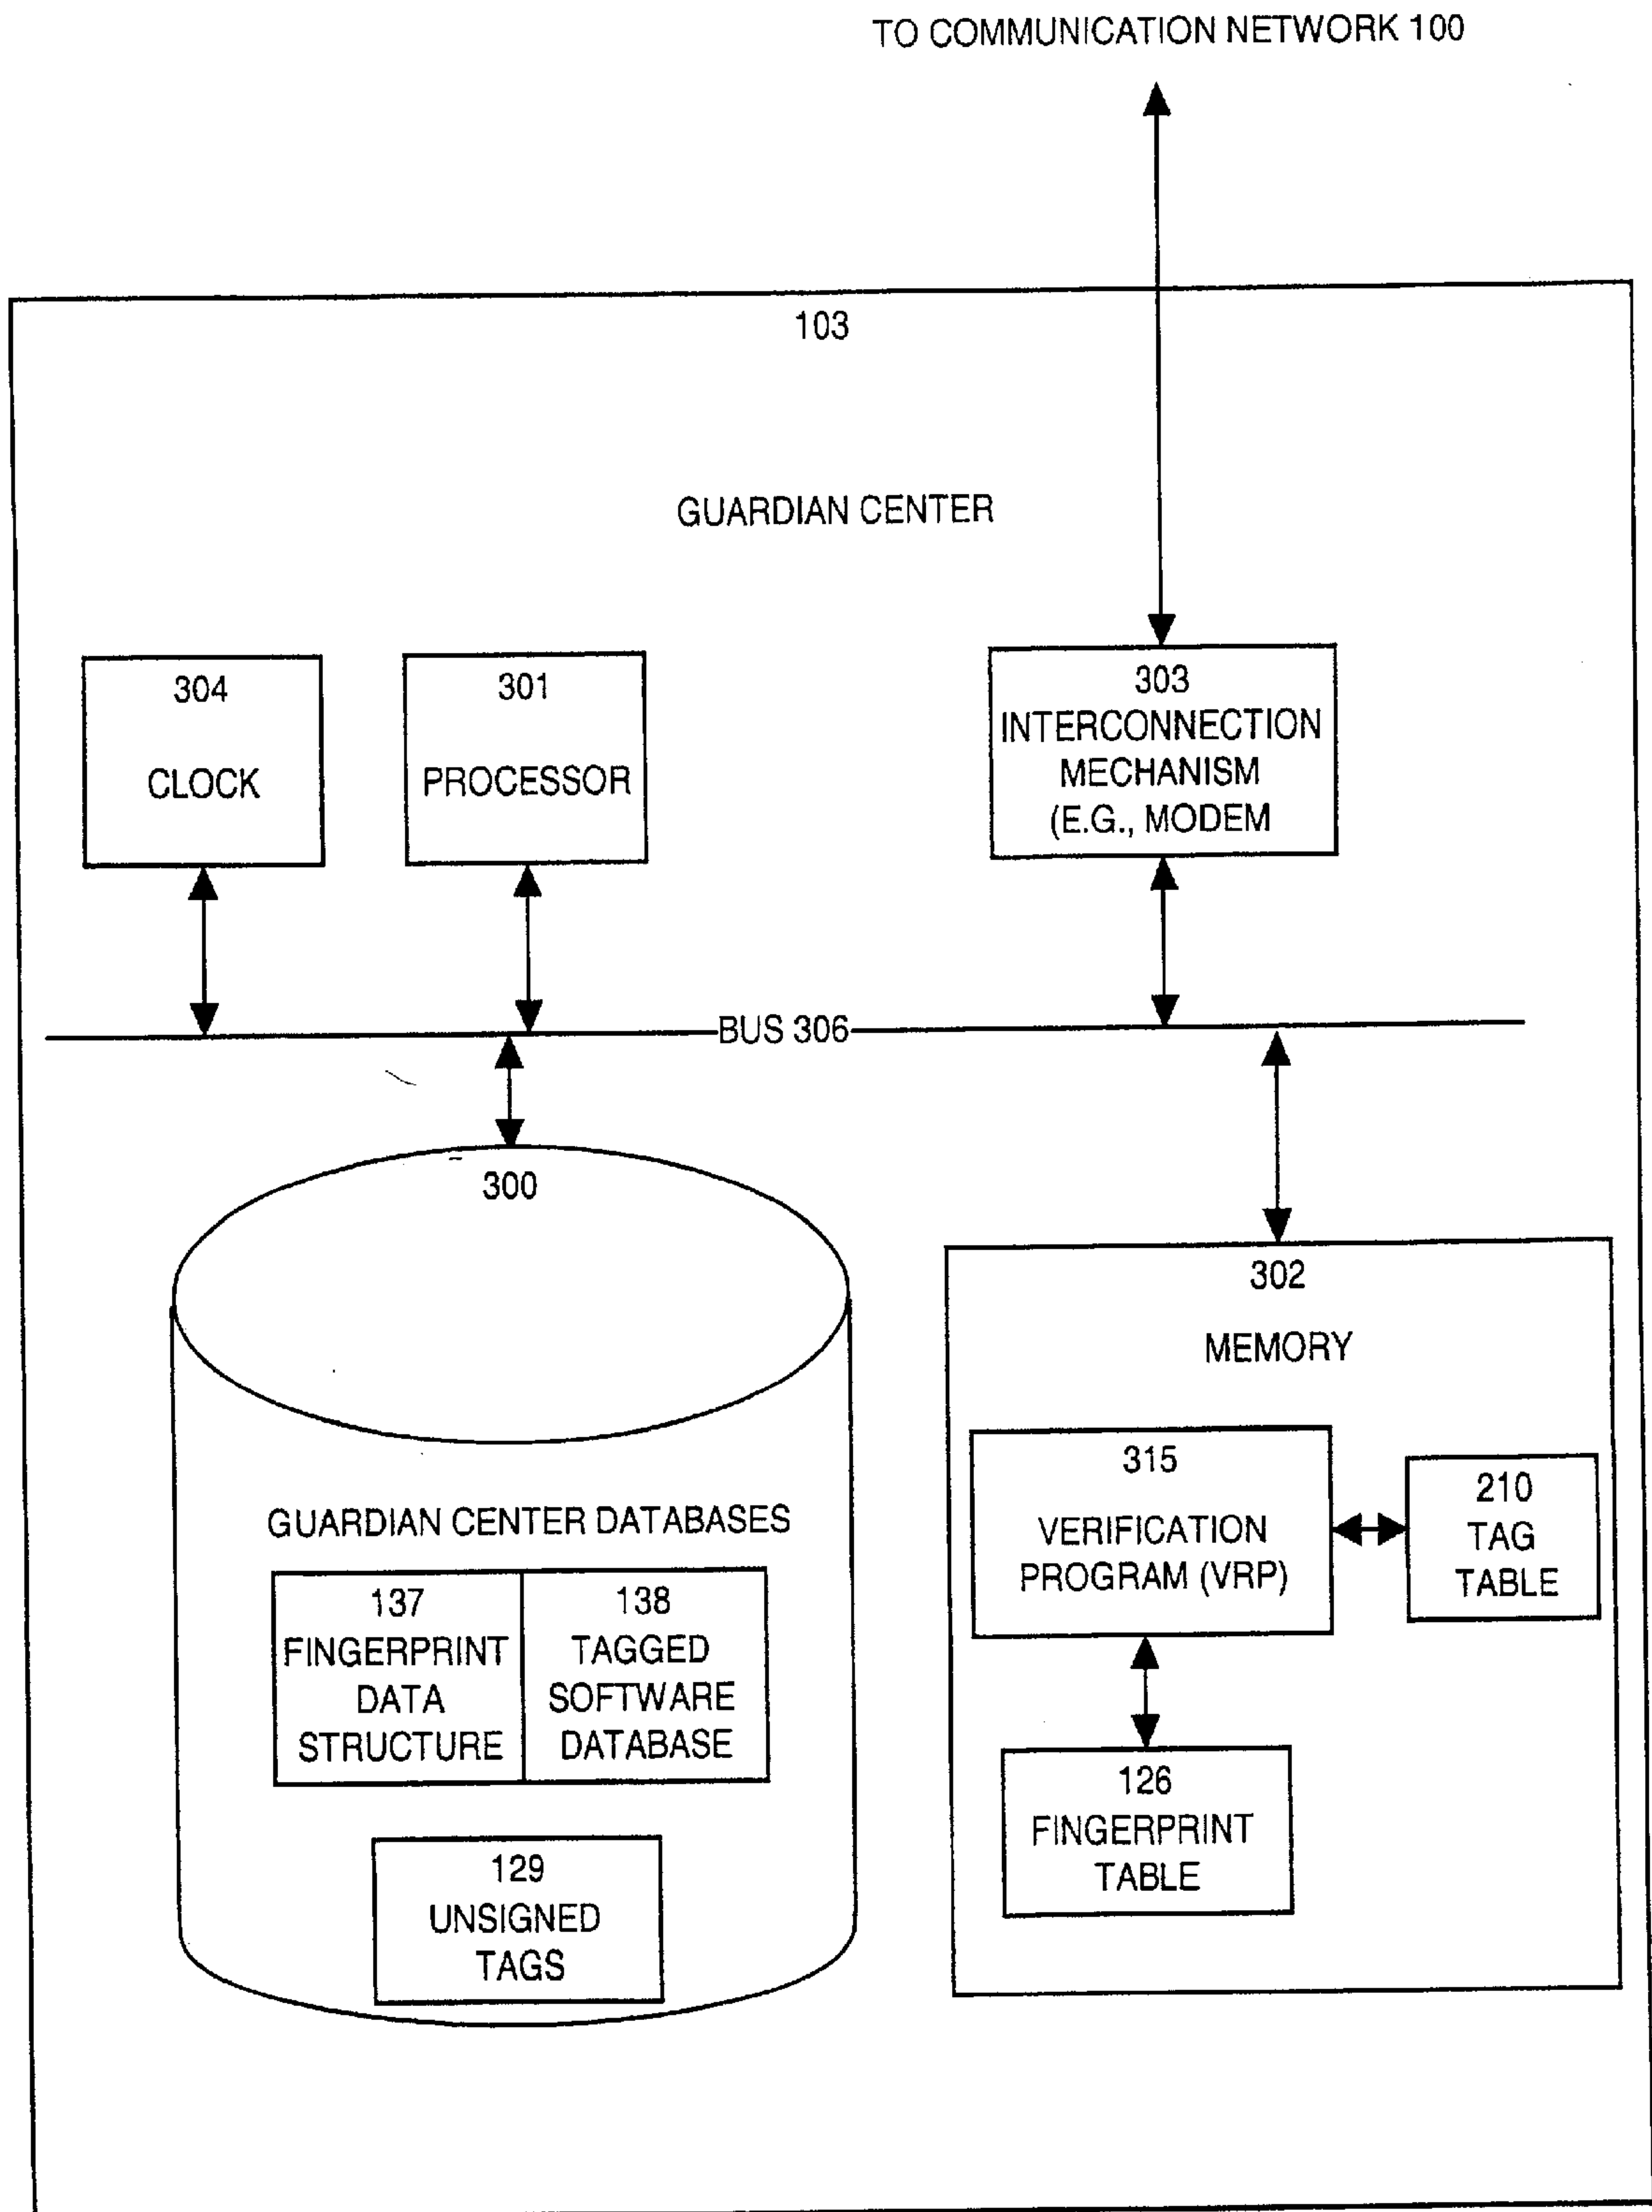 TO COMMUNICATION NETWORK 100
103
GUARDIAN CENTER
304
CLOCK
301
PROCESSOR
303
INTERCONNECTION
MECHANISM
(E.G., MODEM
BUS 306
300
GUARDIAN CENTER DATABASES
137
FINGERPRINT
DATA
STRUCTURE
138
TAGGED
SOFTWARE
DATABASE
129
UNSIGNED
TAGS
302
MEMORY
315
VERIFICATION
PROGRAM (VRP)
210
TAG
TABLE
126
FINGERPRINT
TABLE